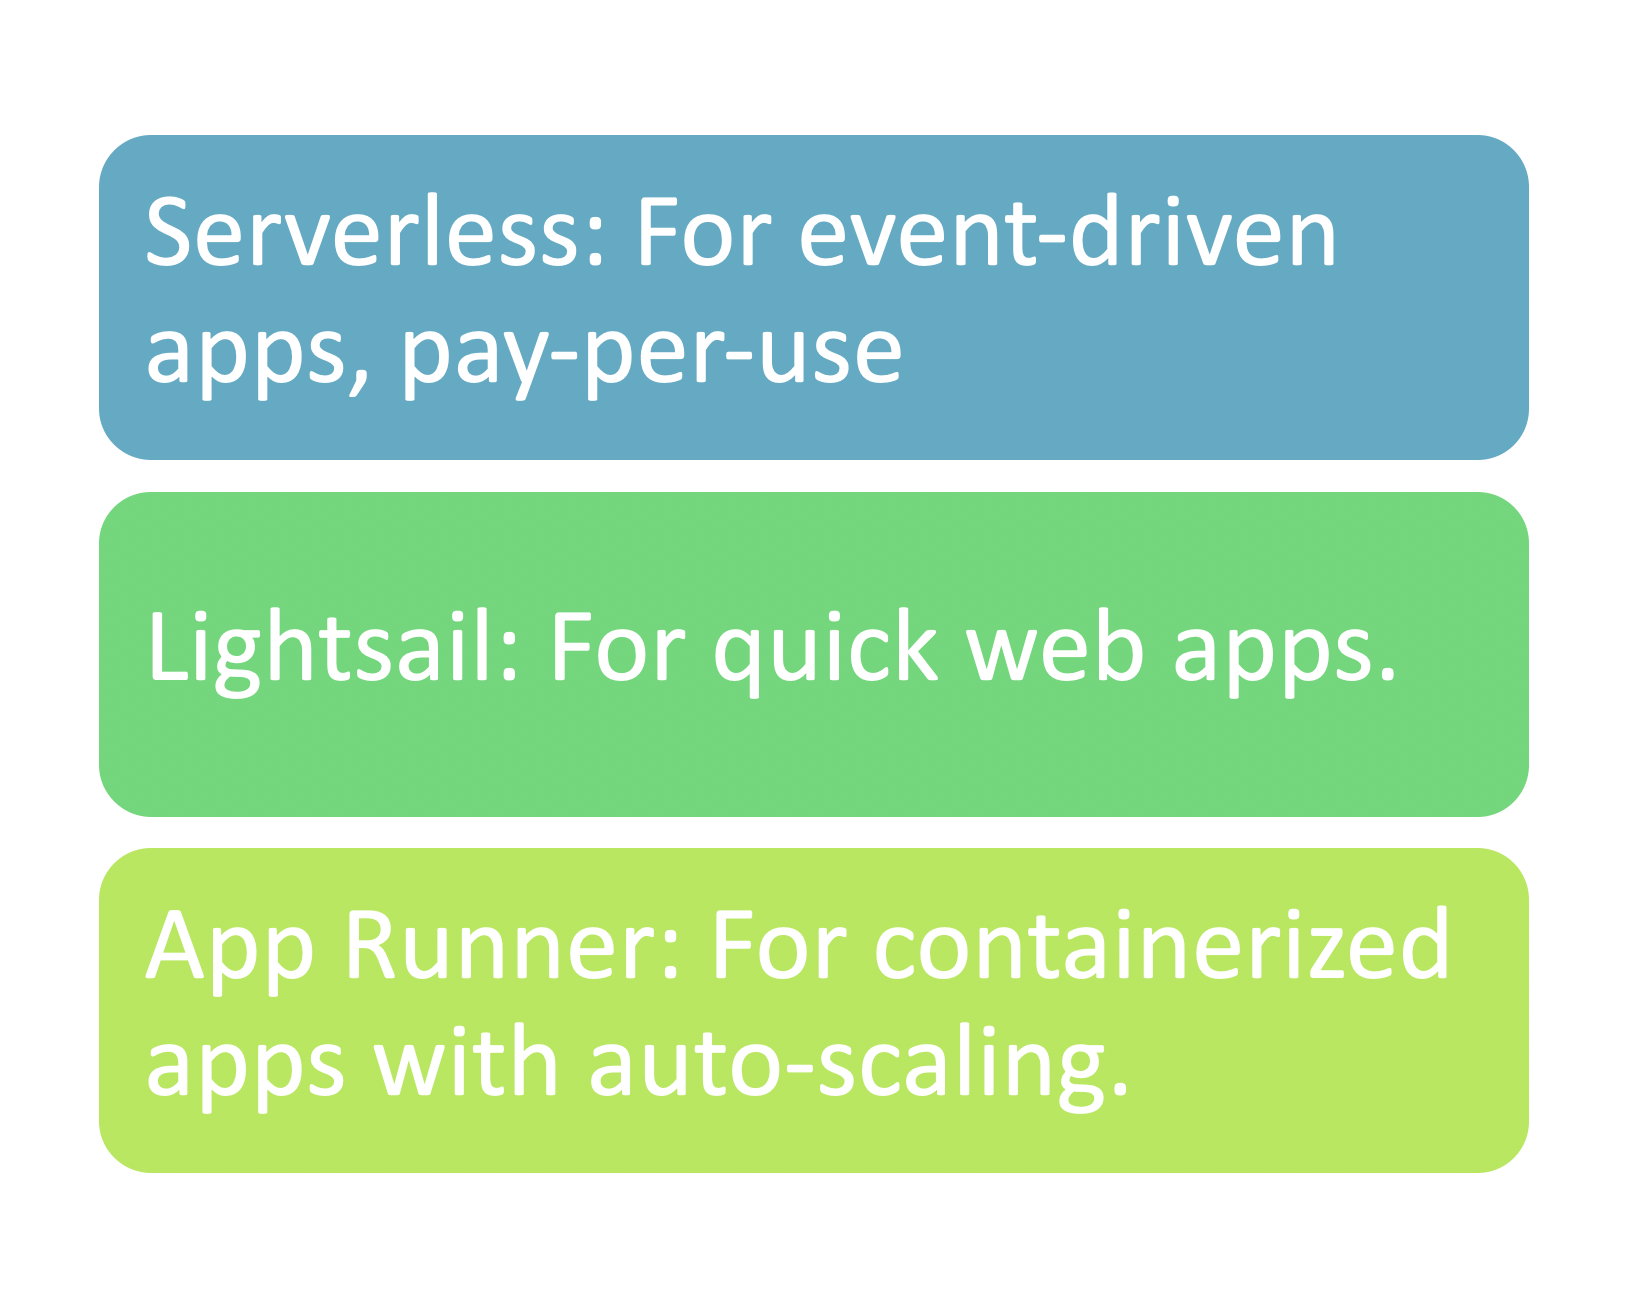 Serverless: For event-driven
apps, pay-per-use
Lightsail: For quick web apps.
App Runner: For containerized
apps with auto-scaling.